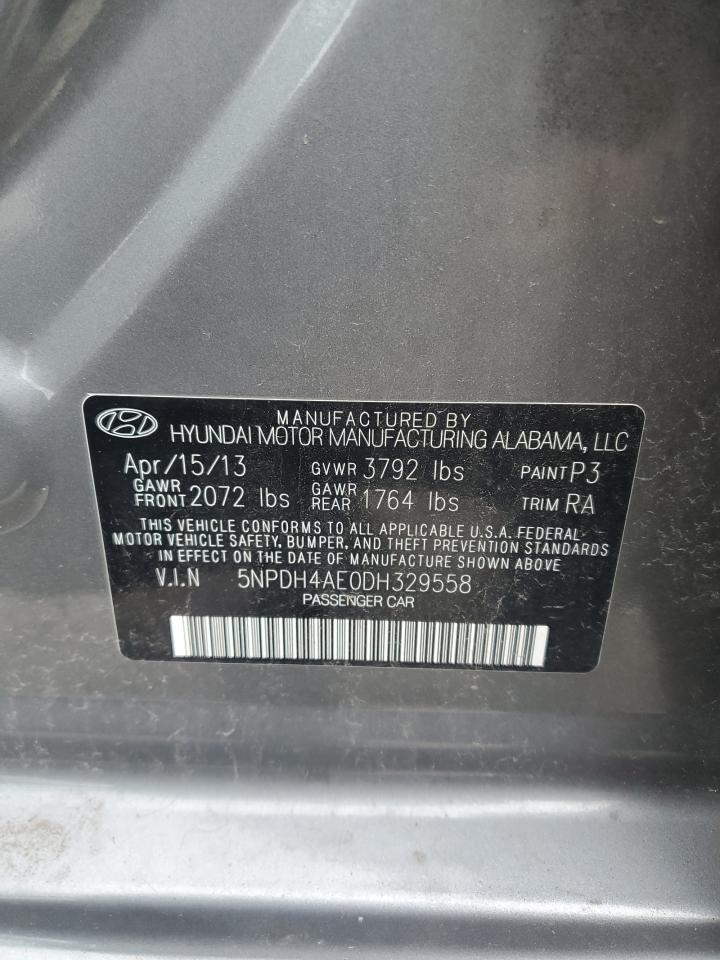 MANUFACTURED BY
HYUNDAI MOTOR MANUFACTURING ALABAMA, LLC
Apr/15/13 GVWR 3792 lbs PAINT P3
GAWR FRONT 2072 lbs GAWR REAR 1764 lbs TRIM RA
THIS VEHICLE CONFORMS TO ALL APPLICABLE U.S.A. FEDERAL
MOTOR VEHICLE SAFETY, BUMPER, AND THEFT PREVENTION STANDARDS
IN EFFECT ON THE DATE OF MANUFACTURE SHOWN ABOVE
V.I.N 5NPDH4AE0DH329558
PASSENGER CAR